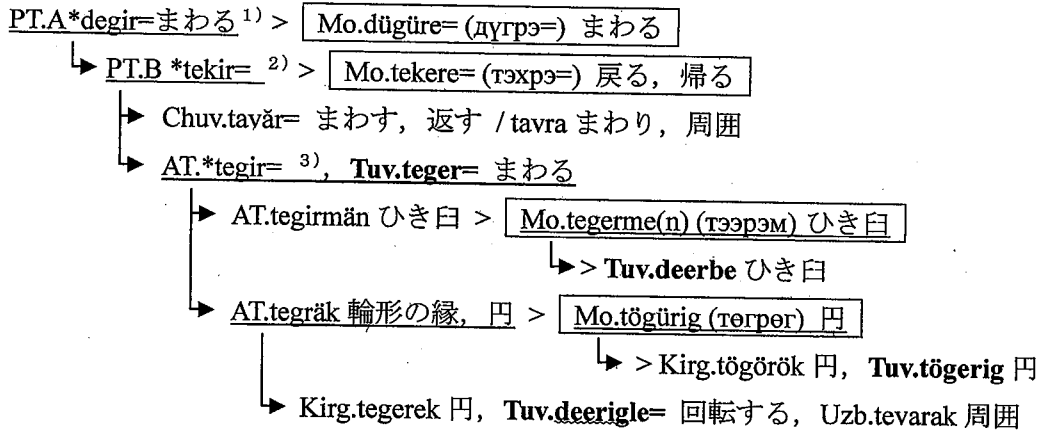 PT.A*degir=まわる 1) > Mo.dügüre= (дүгрэ=) まわる
PT.B *tekir= 2) > Mo.tekere= (тэхрэ=) 戻る，帰る
Chuv.tavăr= まわす，返す / tavra まわり，周囲
AT.*tegir= 3)，Tuv.teger= まわる
AT.tegirmän ひき臼 > Mo.tegerme(n) (тээрэм) ひき臼
> Tuv.deerbe ひき臼
AT.tegräk 輪形の縁，円 > Mo.tögürig (төгрөг) 円
> Kirg.tögörök 円，Tuv.tögerig 円
Kirg.tegerek 円，Tuv.deerigle= 回転する，Uzb.tevarak 周囲